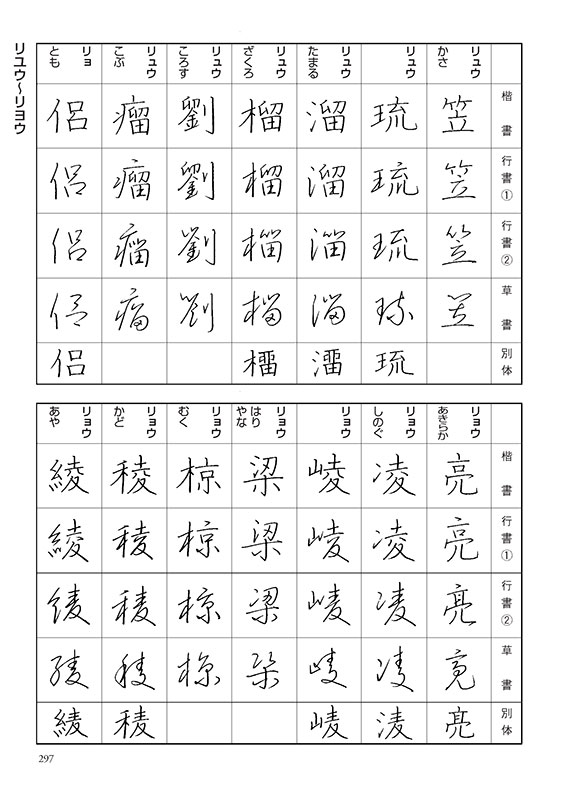 リュウ〜リョウ
楷書
行書①
行書②
草書
別体
リュウ
かさ
笠
笠
笠
笠
リュウ
琉
琉
琉
琉
琉
リュウ
たまる
溜
溜
溜
溜
澑
リュウ
ざくろ
榴
榴
榴
榴
橊
リュウ
ころす
劉
劉
劉
劉
リュウ
こぶ
瘤
瘤
瘤
瘤
リョ
とも
侶
侶
侶
侶
侶
楷書
行書①
行書②
草書
別体
リョウ
あきらか
亮
亮
亮
亮
亮
リョウ
しのぐ
凌
凌
凌
凌
凌
リョウ
崚
崚
崚
崚
崚
リョウ
はり
やな
梁
梁
梁
梁
リョウ
むく
椋
椋
椋
椋
リョウ
かど
稜
稜
稜
稜
稜
リョウ
あや
綾
綾
綾
綾
綾
297